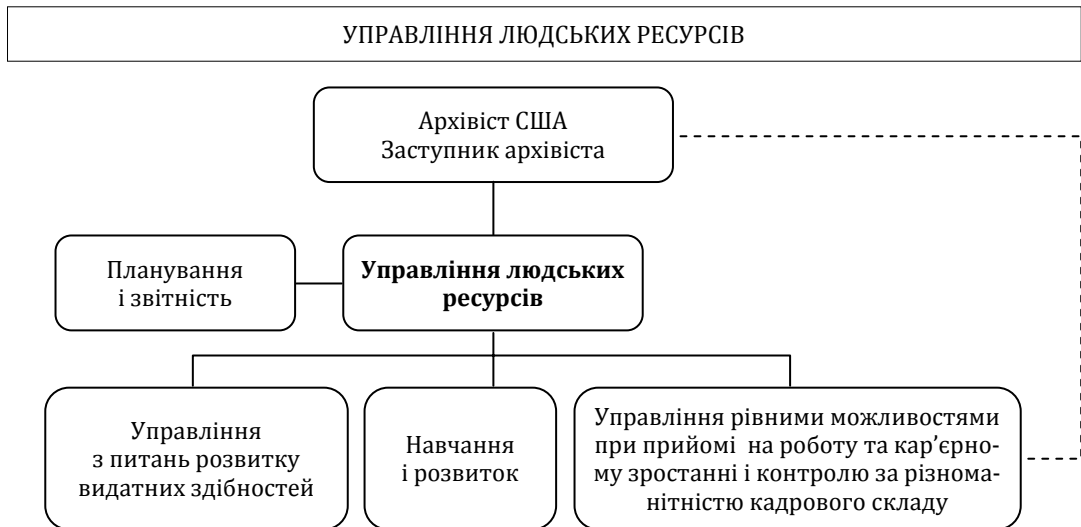 УПРАВЛІННЯ ЛЮДСЬКИХ РЕСУРСІВ
Архівіст США
Заступник архівіста
Планування
і звітність
Управління людських
ресурсів
Управління
з питань розвитку
видатних здібностей
Навчання
і розвиток
Управління рівними можливостями
при прийомі на роботу та кар’єрно-
му зростанні і контролю за різнома-
нітністю кадрового складу